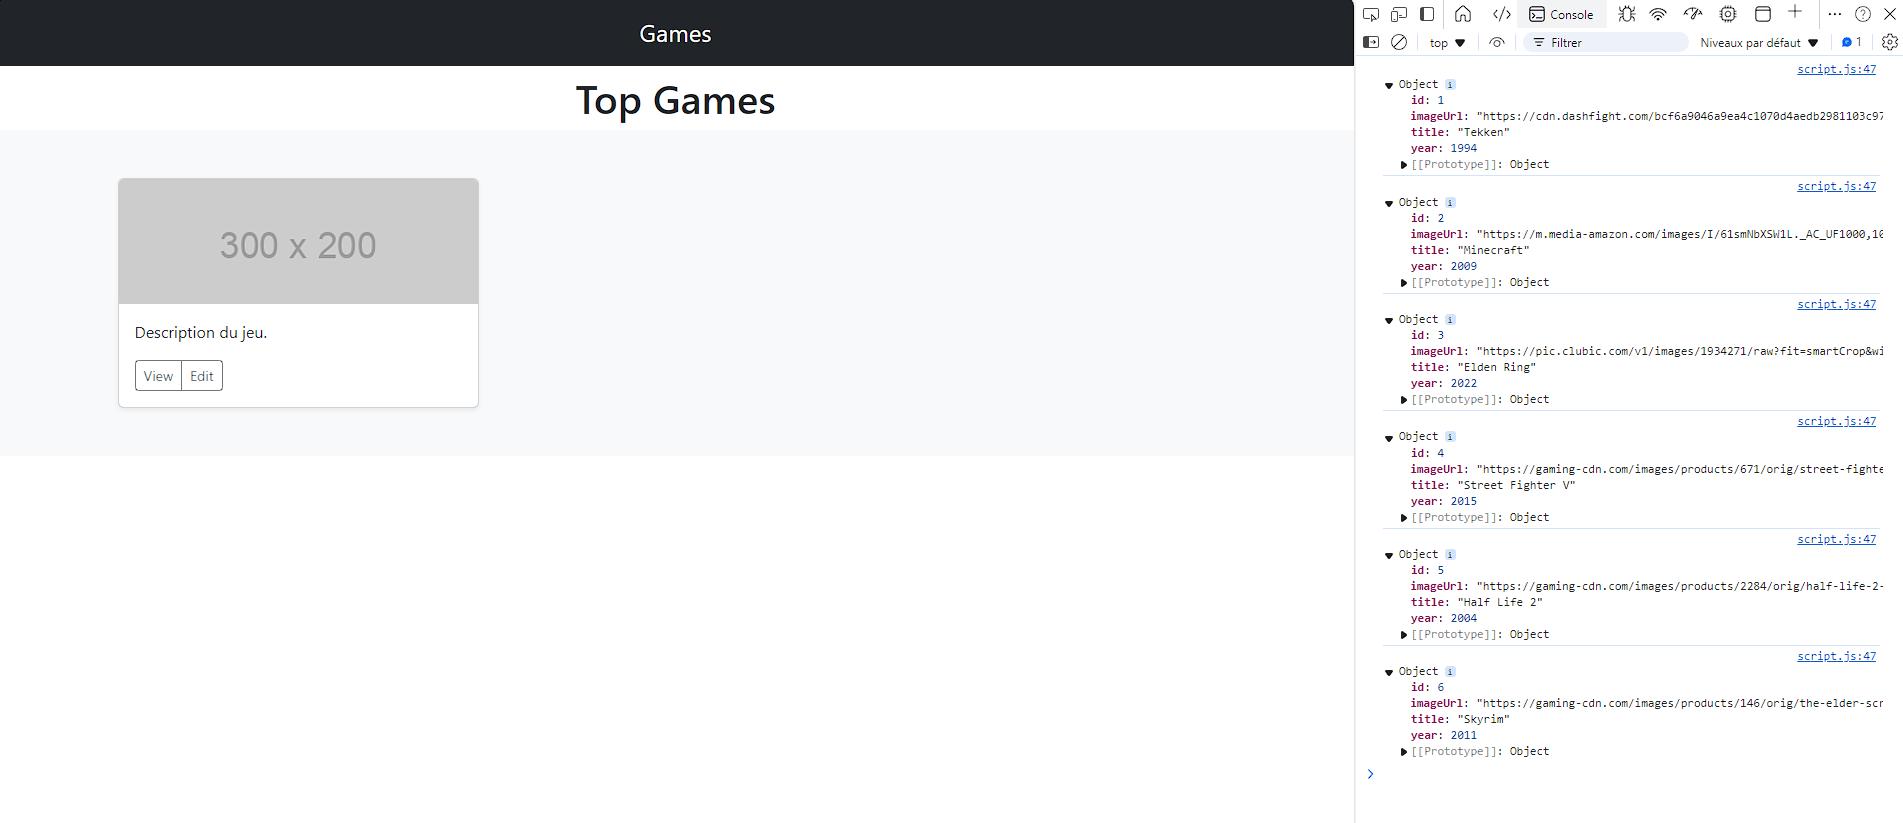 Games
Top Games
300 x 200
Description du jeu.
View Edit
</> Console
top Filtrer Niveaux par défaut 1
script.js:47
Object i
id: 1
imageUrl: "https://cdn.dashfight.com/bcf6a9046a9ea4c1070d4aedb2981103c97
title: "Tekken"
year: 1994
[[Prototype]]: Object
script.js:47
Object i
id: 2
imageUrl: "https://m.media-amazon.com/images/I/61smNbXSW1L._AC_UF1000,10
title: "Minecraft"
year: 2009
[[Prototype]]: Object
script.js:47
Object i
id: 3
imageUrl: "https://pic.clubic.com/v1/images/1934271/raw?fit=smartCrop&wi
title: "Elden Ring"
year: 2022
[[Prototype]]: Object
script.js:47
Object i
id: 4
imageUrl: "https://gaming-cdn.com/images/products/671/orig/street-fighte
title: "Street Fighter V"
year: 2015
[[Prototype]]: Object
script.js:47
Object i
id: 5
imageUrl: "https://gaming-cdn.com/images/products/2284/orig/half-life-2-
title: "Half Life 2"
year: 2004
[[Prototype]]: Object
script.js:47
Object i
id: 6
imageUrl: "https://gaming-cdn.com/images/products/146/orig/the-elder-scr
title: "Skyrim"
year: 2011
[[Prototype]]: Object